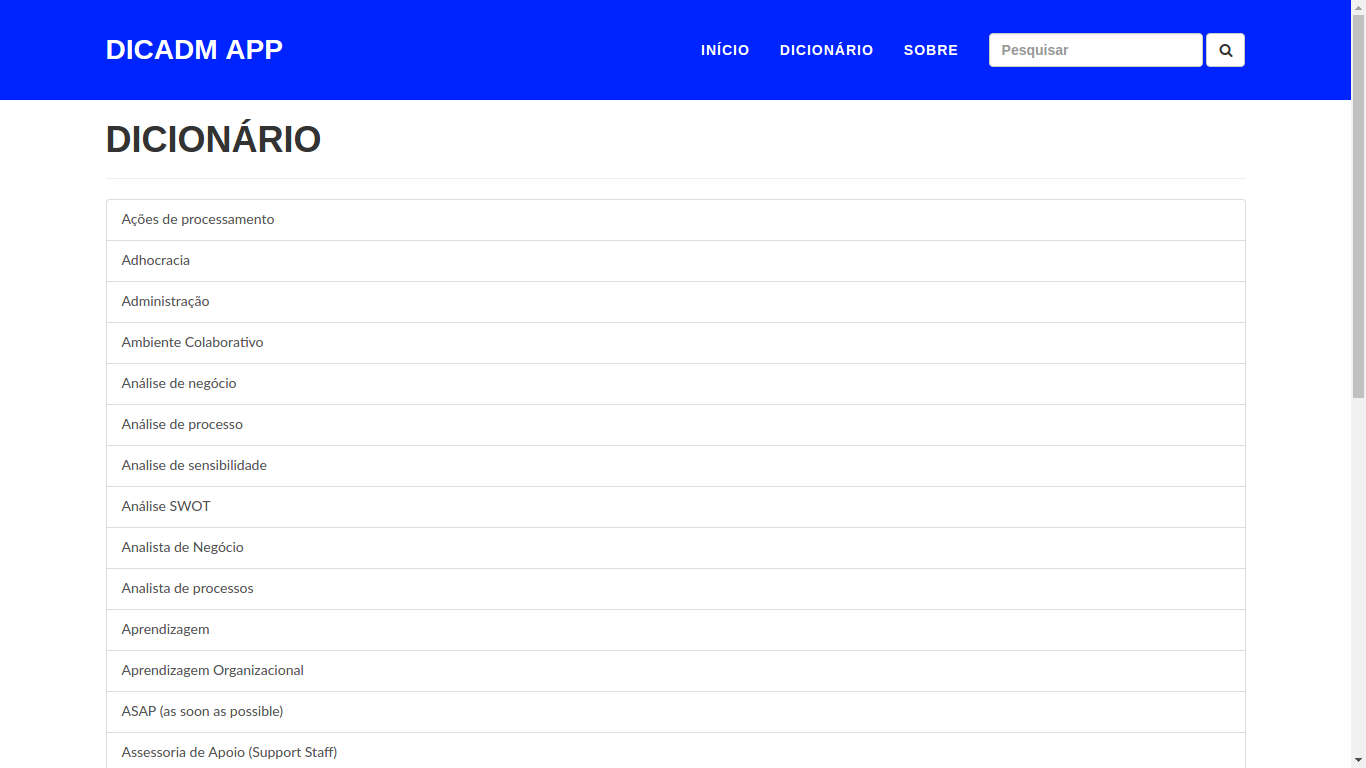 DICADM APP
INÍCIO DICIONÁRIO SOBRE Pesquisar
DICIONÁRIO
Ações de processamento
Adhocracia
Administração
Ambiente Colaborativo
Análise de negócio
Análise de processo
Analise de sensibilidade
Análise SWOT
Analista de Negócio
Analista de processos
Aprendizagem
Aprendizagem Organizacional
ASAP (as soon as possible)
Assessoria de Apoio (Support Staff)